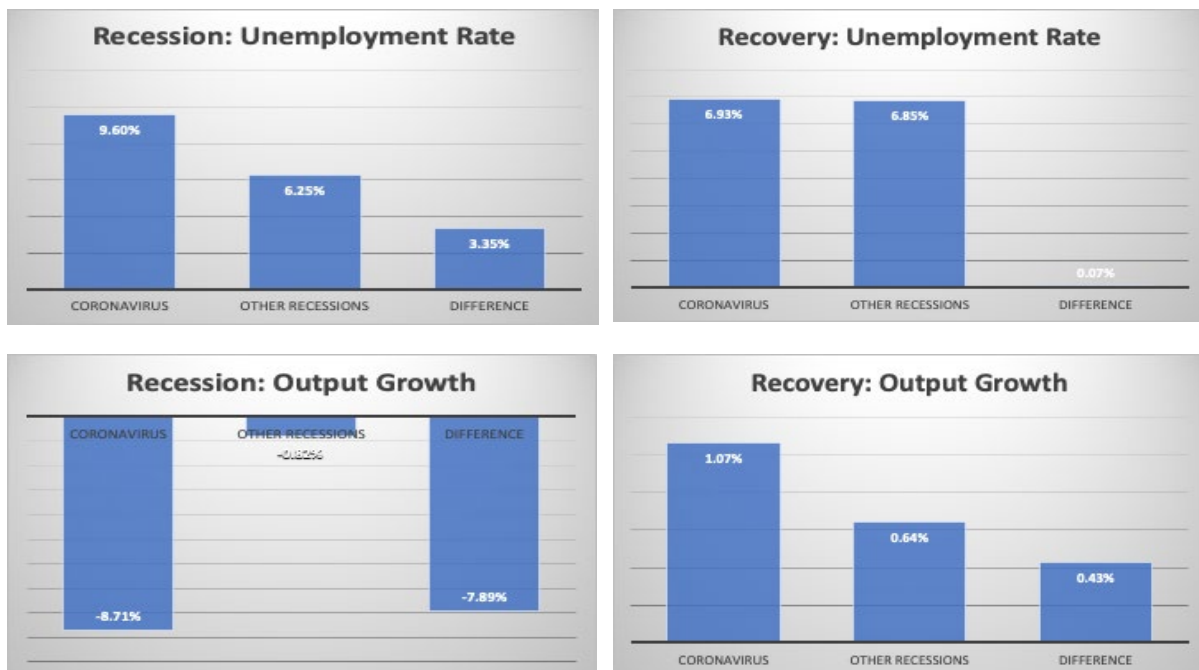 Recession: Unemployment Rate
9.60%
6.25%
3.35%
CORONAVIRUS OTHER RECESSIONS DIFFERENCE
Recovery: Unemployment Rate
6.93% 6.85%
0.07%
CORONAVIRUS OTHER RECESSIONS DIFFERENCE
Recession: Output Growth
CORONAVIRUS OTHER RECESSIONS DIFFERENCE
-0.82%
-7.89%
-8.71%
Recovery: Output Growth
1.07%
0.64%
0.43%
CORONAVIRUS OTHER RECESSIONS DIFFERENCE